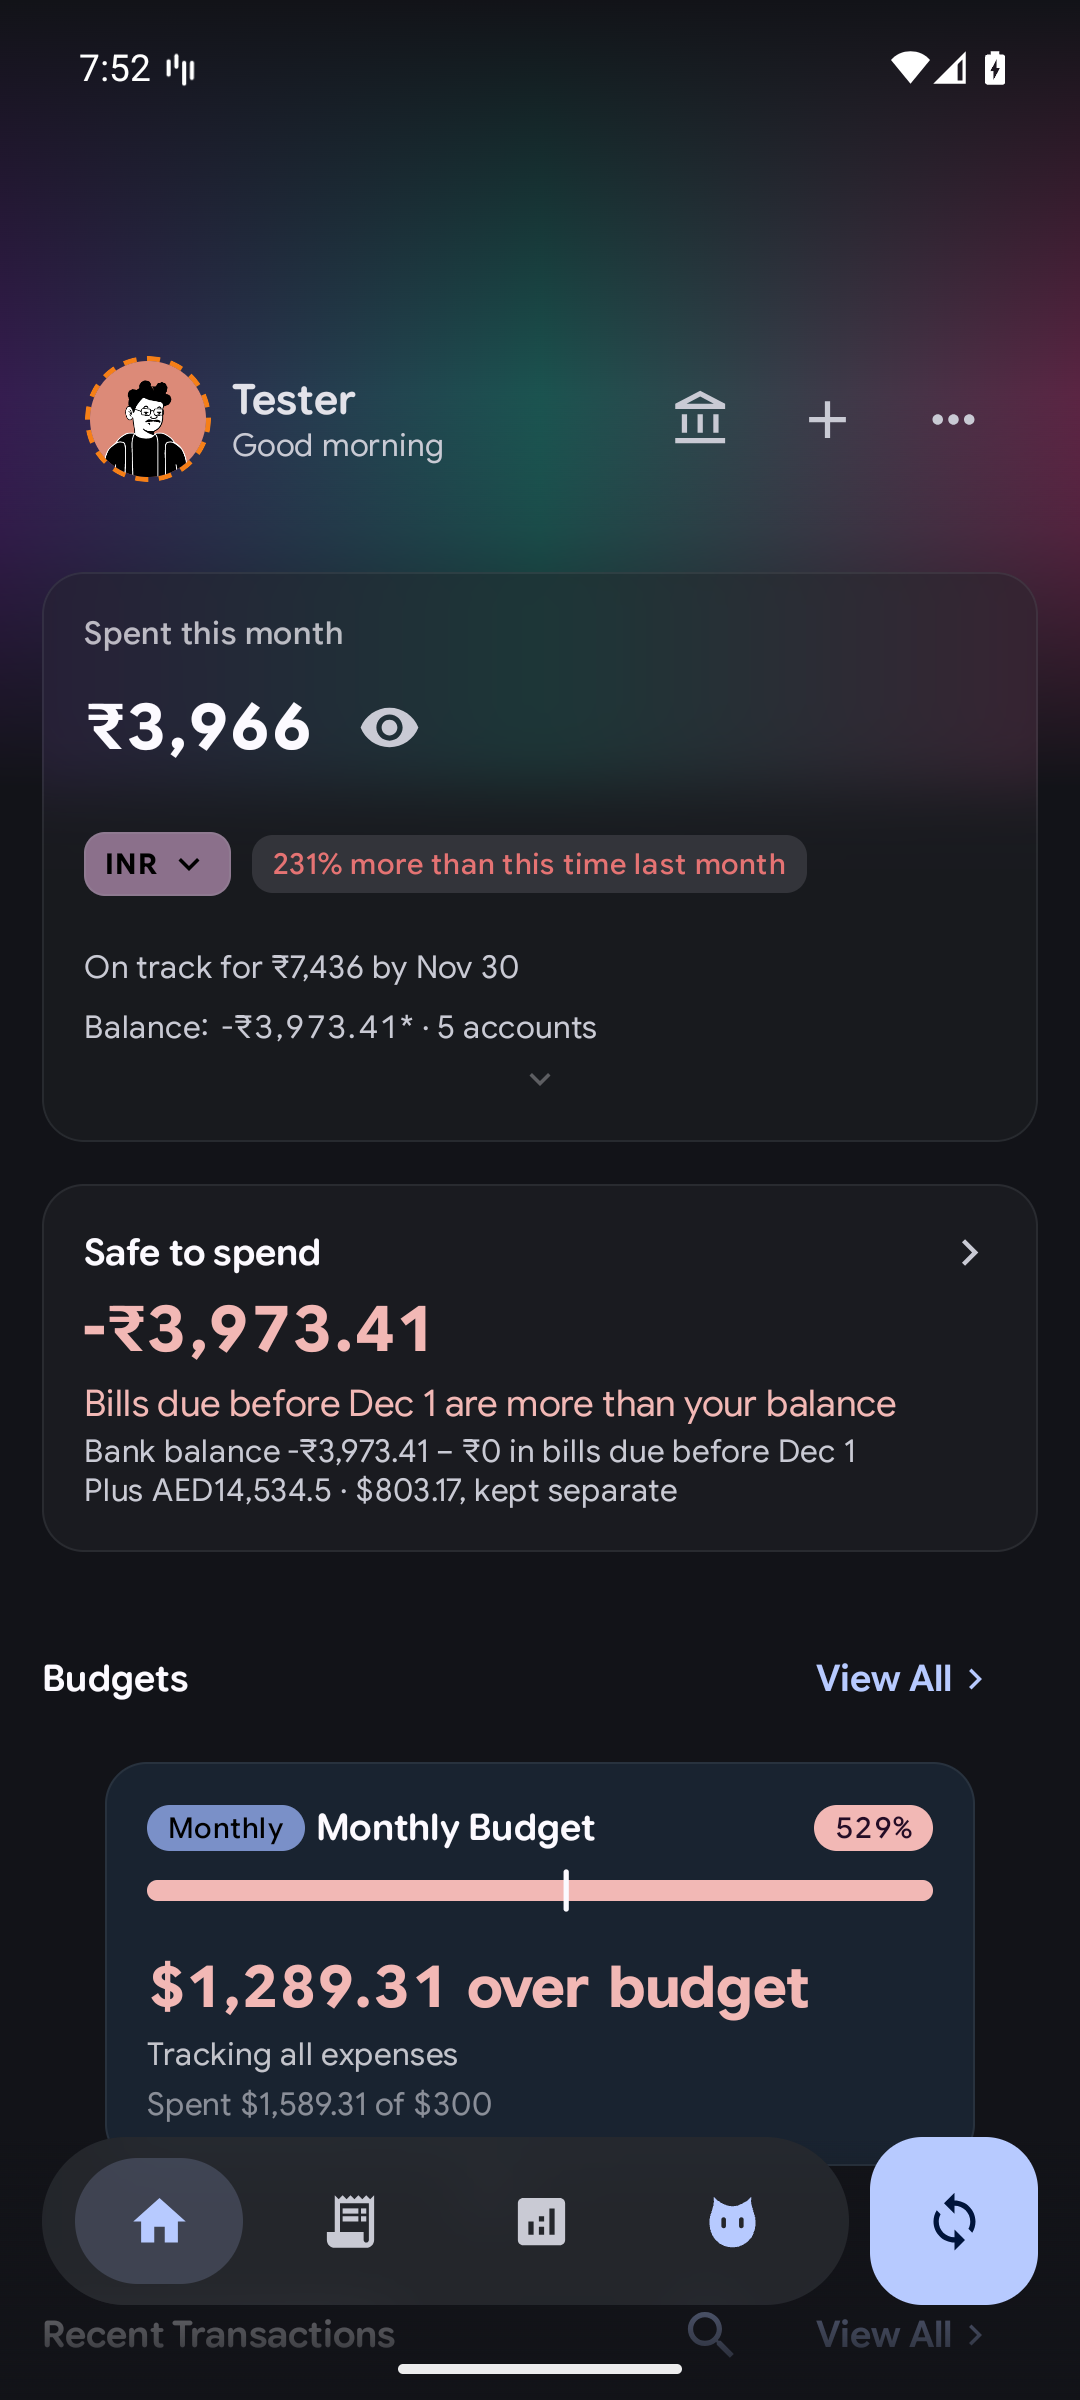 7:52
Tester
Good morning
Spent this month
₹3,966
INR
231% more than this time last month
On track for ₹7,436 by Nov 30
Balance: -₹3,973.41* · 5 accounts
Safe to spend
-₹3,973.41
Bills due before Dec 1 are more than your balance
Bank balance -₹3,973.41 – ₹0 in bills due before Dec 1
Plus AED14,534.5 · $803.17, kept separate
Budgets
View All
Monthly
Monthly Budget
529%
$1,289.31 over budget
Tracking all expenses
Spent $1,589.31 of $300
Recent Transactions
View All